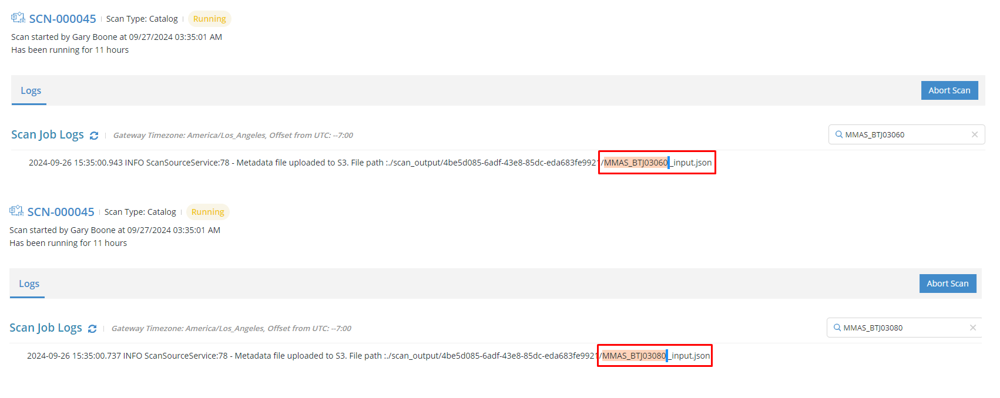 SCN-000045 Scan Type: Catalog Running
Scan started by Gary Boone at 09/27/2024 03:35:01 AM
Has been running for 11 hours
Logs Abort Scan
Scan Job Logs Gateway Timezone: America/Los_Angeles, Offset from UTC: --7:00 MMAS_BTJ03060
2024-09-26 15:35:00.943 INFO ScanSourceService:78 - Metadata file uploaded to S3. File path :./scan_output/4be5d085-6adf-43e8-85dc-eda683fe9921/MMAS_BTJ03060_input.json
SCN-000045 Scan Type: Catalog Running
Scan started by Gary Boone at 09/27/2024 03:35:01 AM
Has been running for 11 hours
Logs Abort Scan
Scan Job Logs Gateway Timezone: America/Los_Angeles, Offset from UTC: --7:00 MMAS_BTJ03080
2024-09-26 15:35:00.737 INFO ScanSourceService:78 - Metadata file uploaded to S3. File path :./scan_output/4be5d085-6adf-43e8-85dc-eda683fe9921/MMAS_BTJ03080_input.json